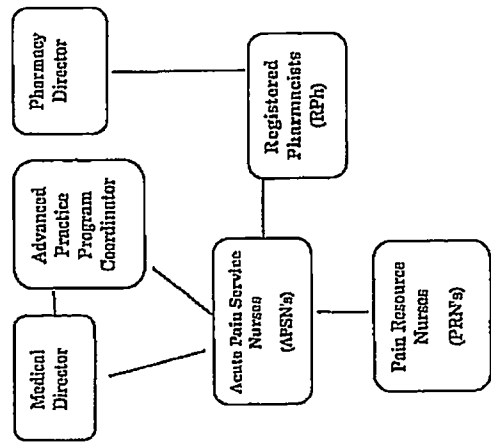 Medical
Director
Advanced
Practice
Program
Coordinator
Pharmacy
Director
Acute Pain Service
Nurses
(APSN's)
Registered
Pharmacists
(RPh)
Pain Resource
Nurses
(PRN's)